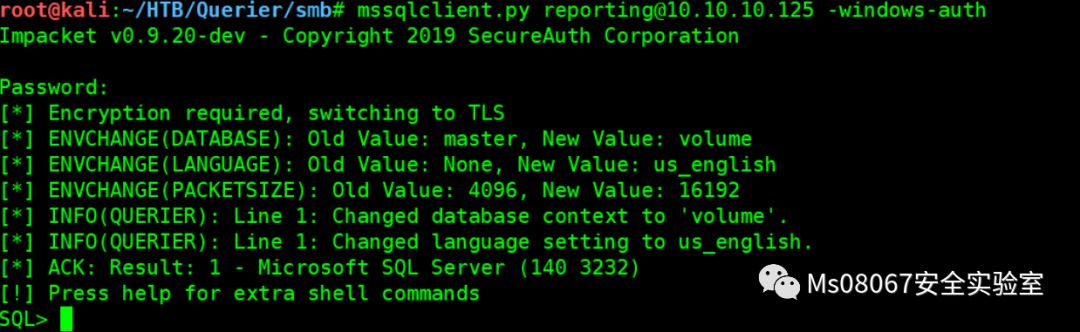 root@kali:~/HTB/Querier/smb# mssqlclient.py reporting@10.10.10.125 -windows-auth
Impacket v0.9.20-dev - Copyright 2019 SecureAuth Corporation
Password:
[*] Encryption required, switching to TLS
[*] ENVCHANGE(DATABASE): Old Value: master, New Value: volume
[*] ENVCHANGE(LANGUAGE): Old Value: None, New Value: us_english
[*] ENVCHANGE(PACKETSIZE): Old Value: 4096, New Value: 16192
[*] INFO(QUERIER): Line 1: Changed database context to 'volume'.
[*] INFO(QUERIER): Line 1: Changed language setting to us_english.
[*] ACK: Result: 1 - Microsoft SQL Server (140 3232)
[!] Press help for extra shell commands
SQL>
Ms08067安全实验室